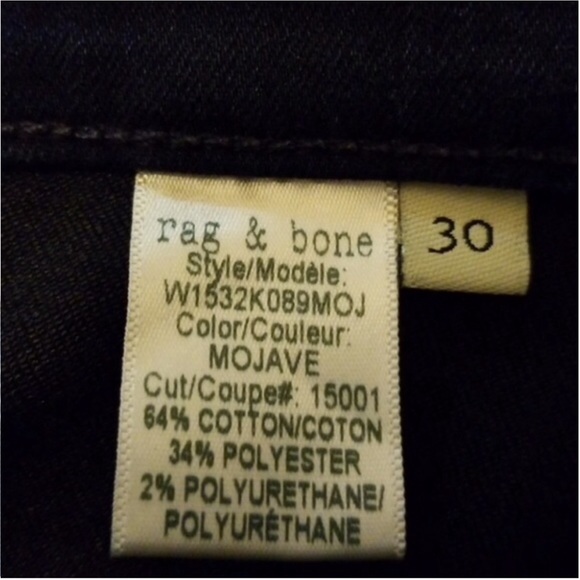 rag & bone
Style/Modèle:
W1532K089MOJ
Color/Couleur:
MOJAVE
Cut/Coupe#: 15001
64% COTTON/COTON
34% POLYESTER
2% POLYURETHANE/
POLYURÉTHANE
30